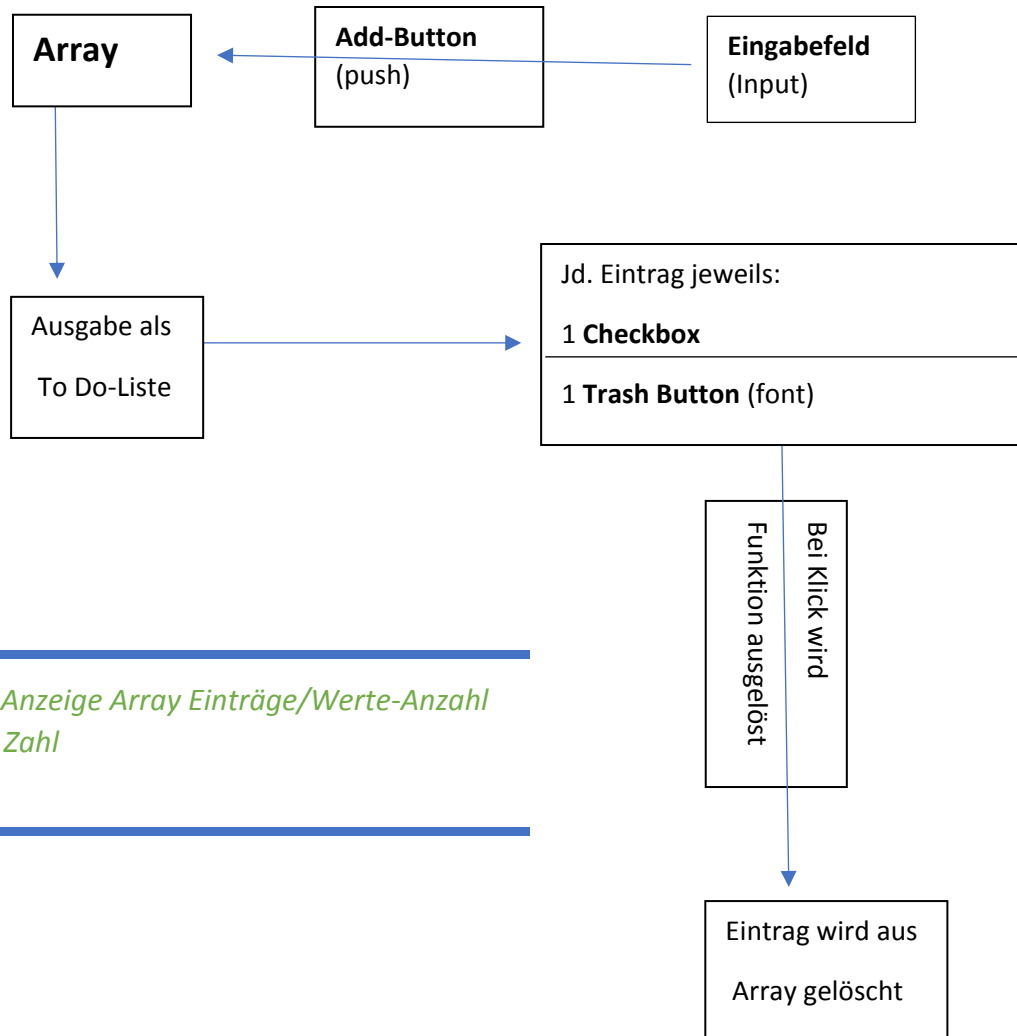 Array
Add-Button
(push)
Eingabefeld
(Input)
Ausgabe als
To Do-Liste
Jd. Eintrag jeweils:
1 Checkbox
1 Trash Button (font)
Bei Klick wird
Funktion ausgelöst
Anzeige Array Einträge/Werte-Anzahl
Zahl
Eintrag wird aus
Array gelöscht